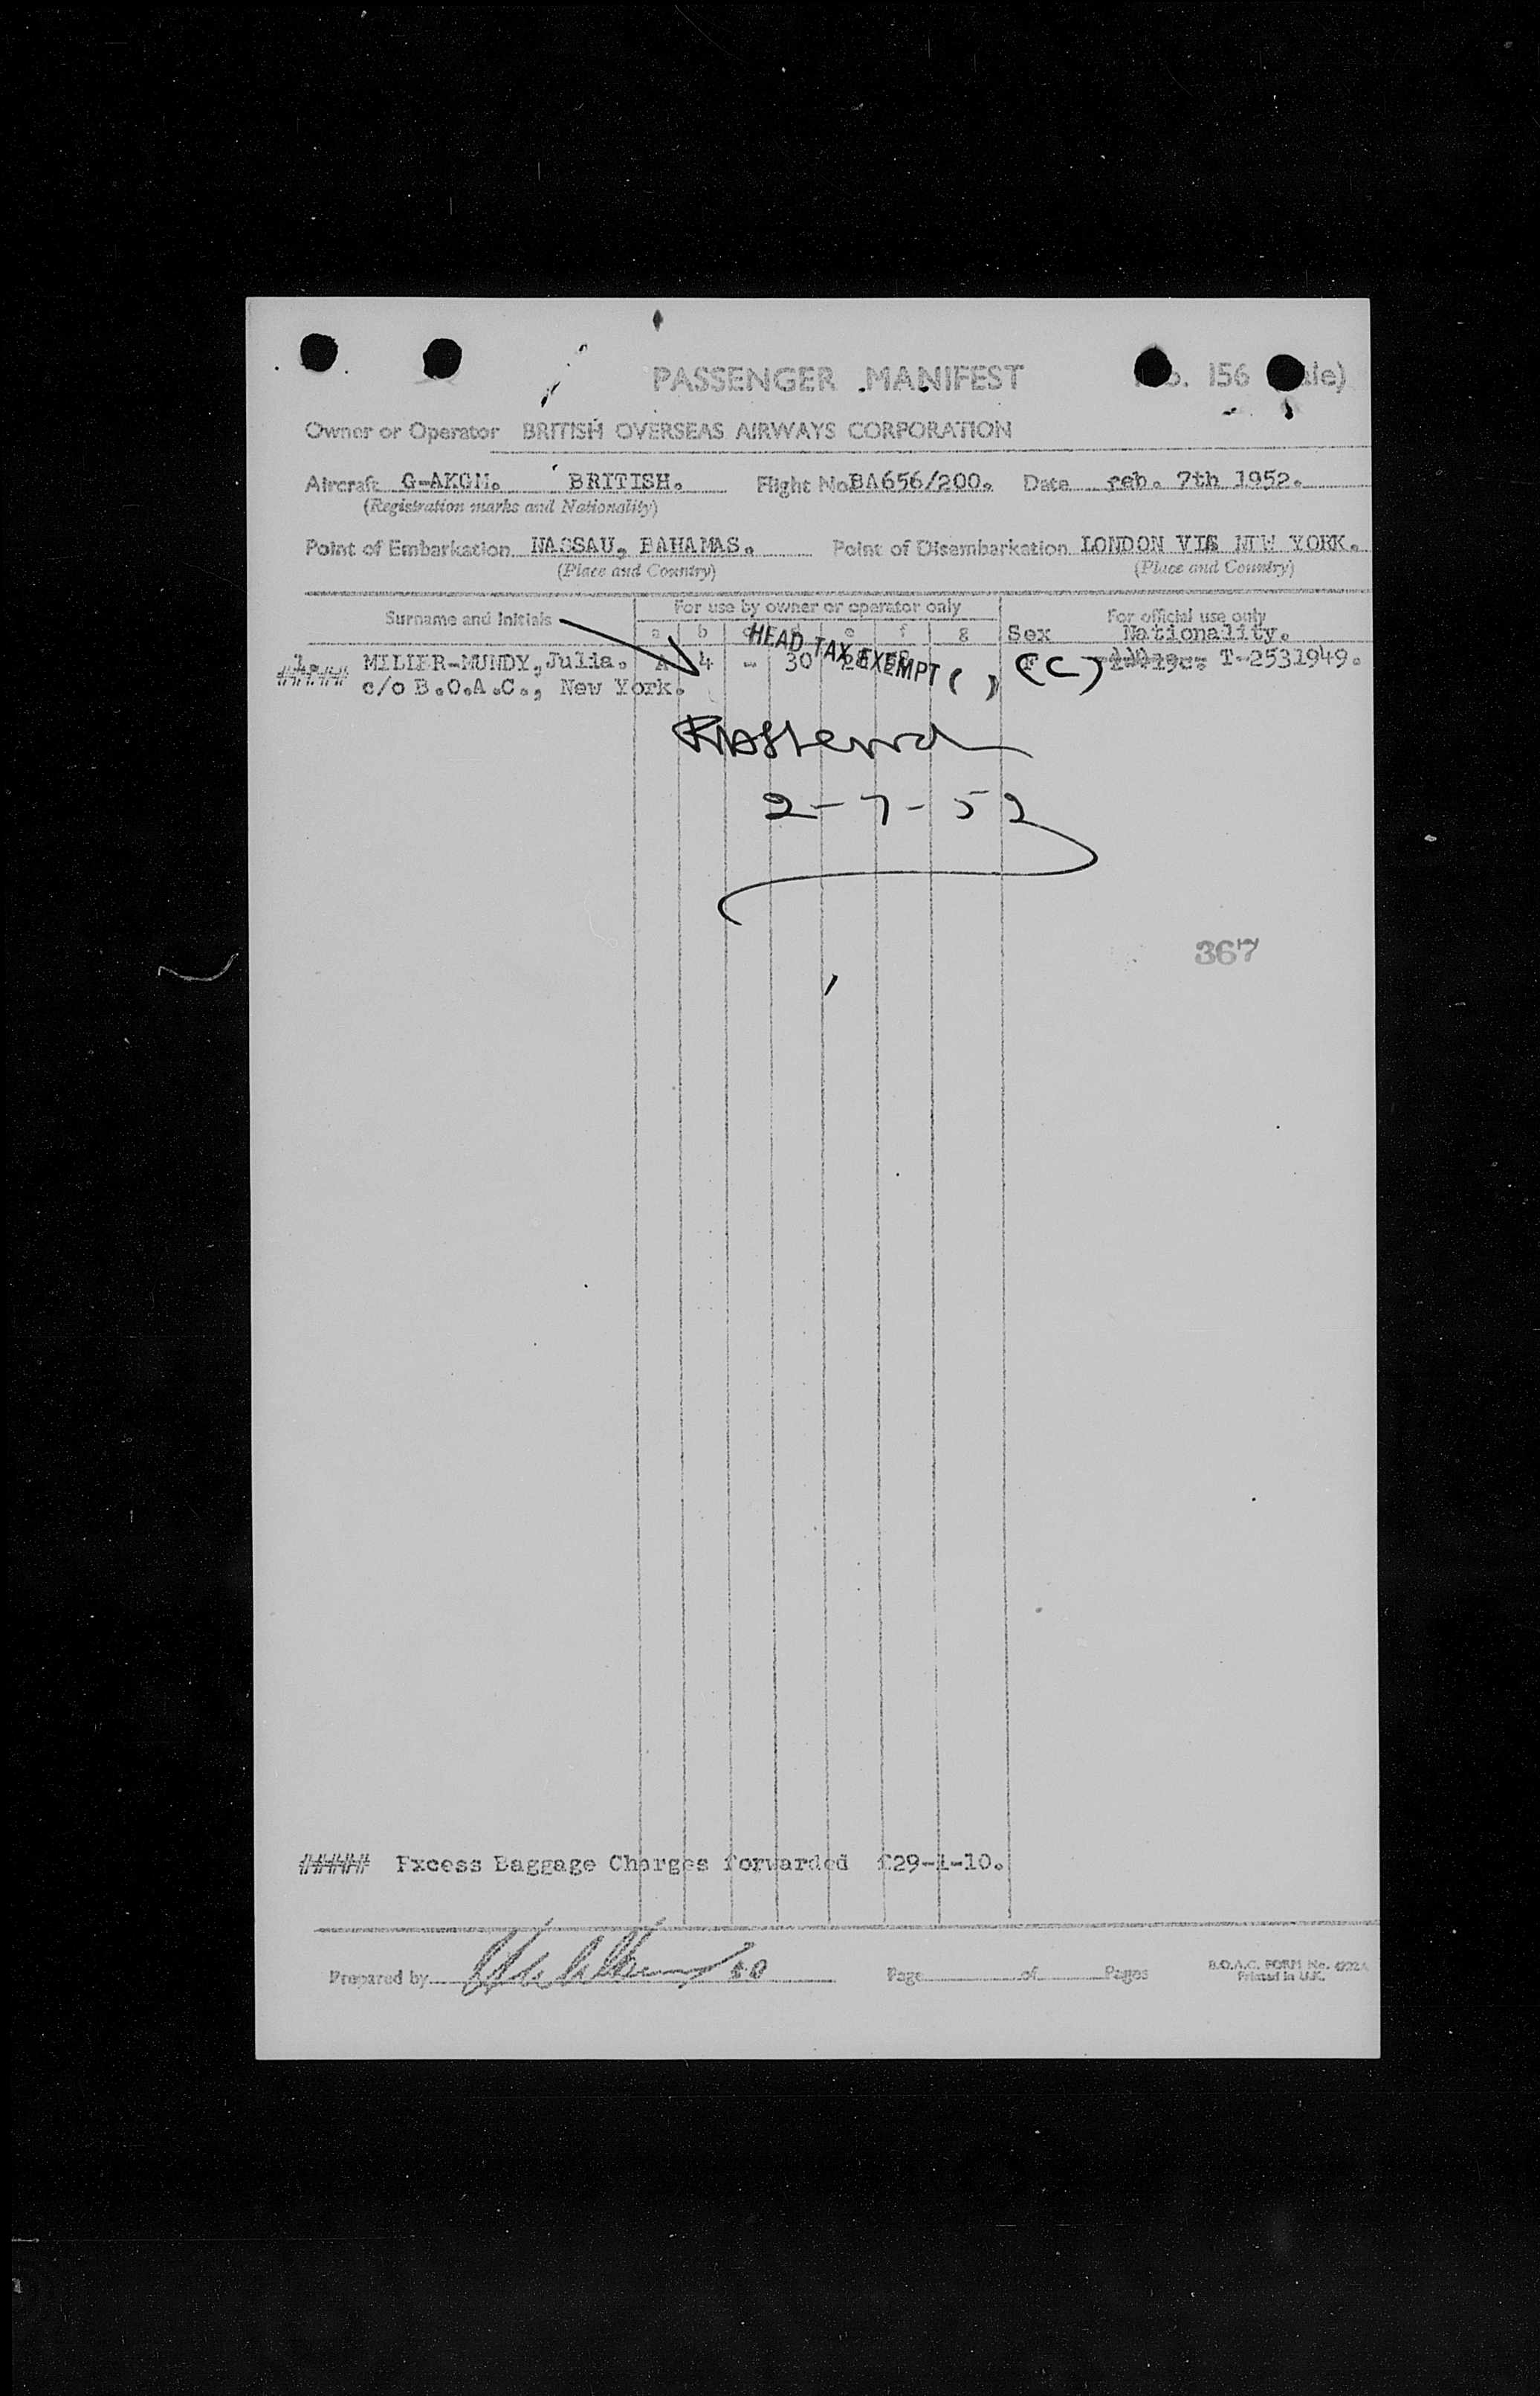 PASSENGER MANIFEST
156
Owner or Operator BRITISH OVERSEAS AIRWAYS CORPORATION
Aircraft G-AKGM. BRITISH. Flight No. BA656/200. Date Feb. 7th 1952.
(Registration marks and Nationality)
Point of Embarkation NASSAU, BAHAMAS. Point of Disembarkation LONDON VIA NEW YORK.
(Place and Country) (Place and Country)
Surname and Initials For use by owner or operator only For official use only
a b c d e f g Sex Nationality.
1. MILLER-MUNDY, Julia. A 4 - 30 F (C) T-2531949.
HEAD TAX EXEMPT ( )
##### c/o B.O.A.C., New York.
2-7-52
367
##### Excess Baggage Charges forwarded £29-1-10.
Prepared by Page of Pages
B.O.A.C. FORM No.
Printed in U.K.